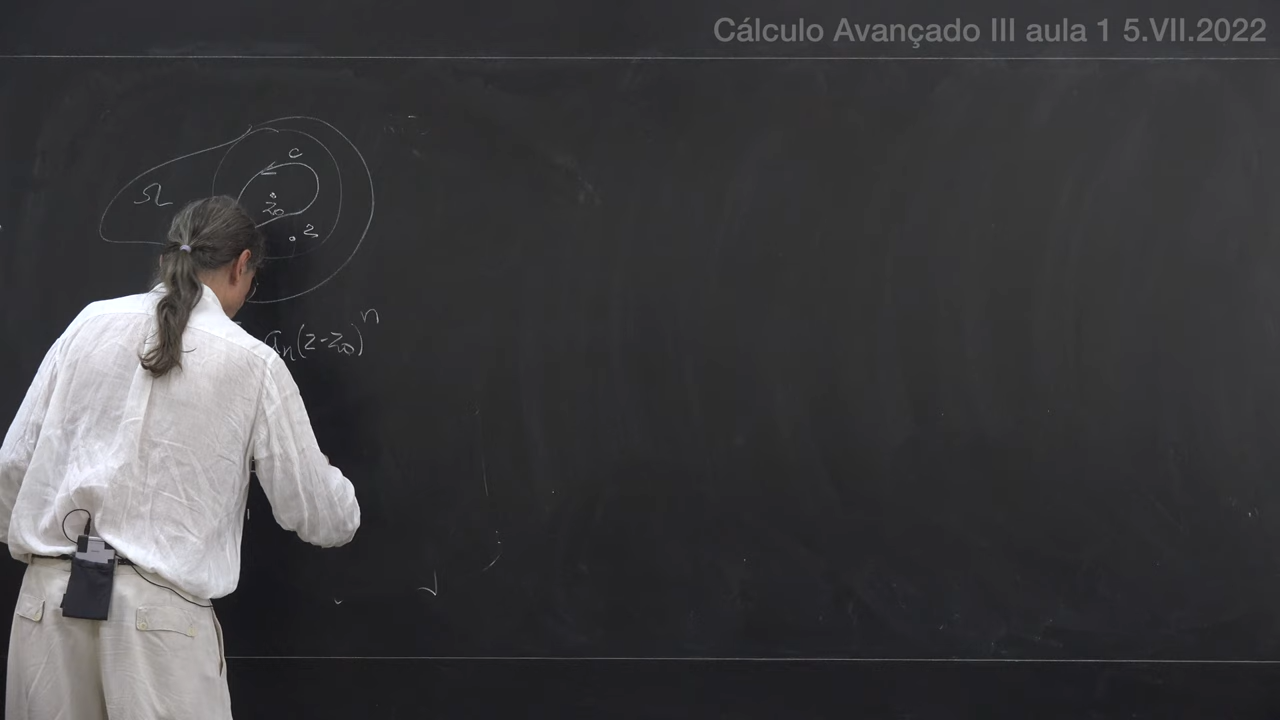 Cálculo Avançado III aula 1 5.VII.2022
C
Ω
z₀
z
aₙ(z-z₀)ⁿ